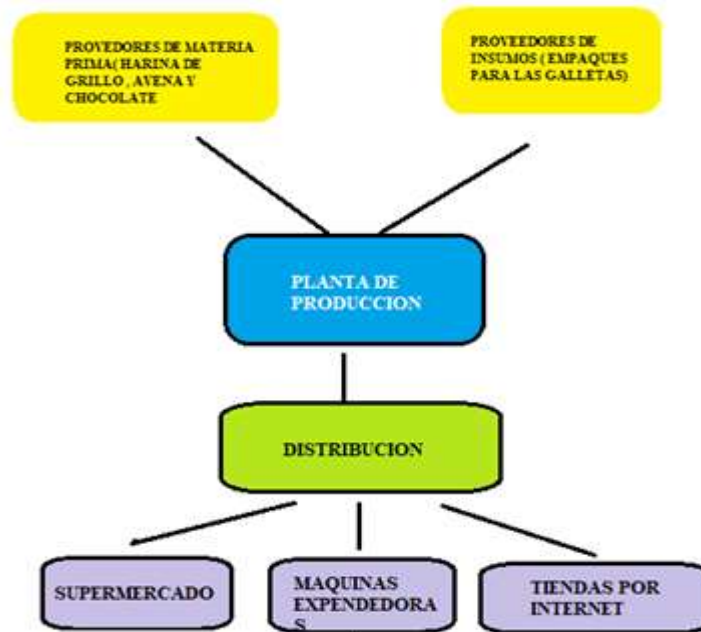 PROVEDORES DE MATERIA
PRIMA( HARINA DE
GRILLO , AVENA Y
CHOCOLATE
PROVEEDORES DE
INSUMOS ( EMPAQUES
PARA LAS GALLETAS)
PLANTA DE
PRODUCCION
DISTRIBUCION
SUPERMERCADO
MAQUINAS
EXPENDEDORA
S
TIENDAS POR
INTERNET